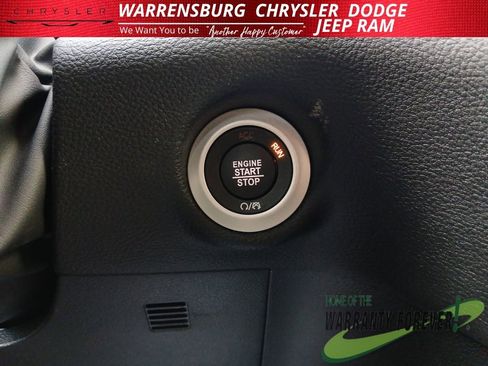 CHRYSLER
WARRENSBURG CHRYSLER DODGE
JEEP RAM
We Want You to be "Another Happy Customer"
ACC
RUN
ENGINE
START
STOP
HOME OF THE
WARRANTY FOREVER!